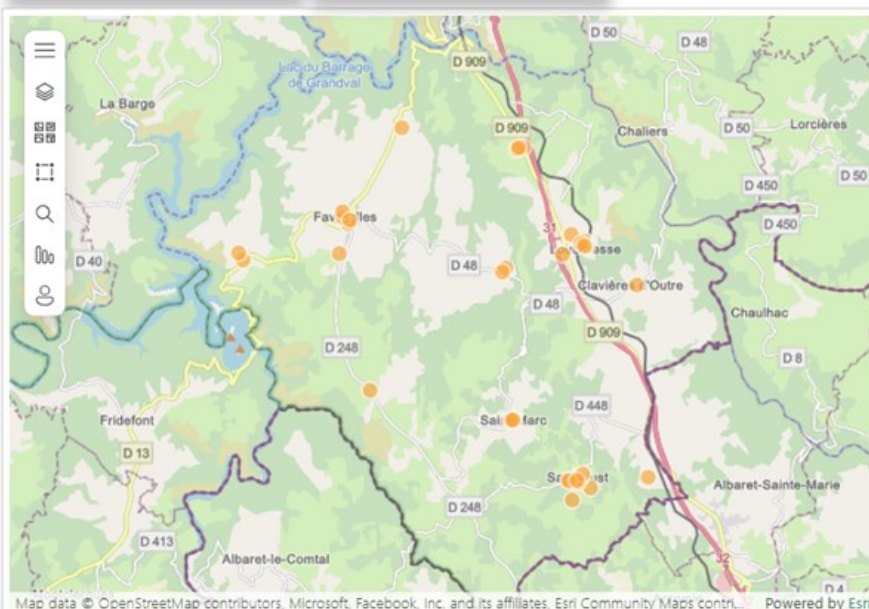 D 50
D 48
D 909
Lac du Barrage
de Grandval
La Barge
D 909
Chaliers
D 50
Lorcières
D 50
D 450
D 450
31
D 40
D 48
Clavières d'Outre
D 48
Chaulhac
D 909
D 248
D 8
D 448
Fridefont
D 13
Albaret-Sainte-Marie
D 248
D 413
Albaret-le-Comtal
32
D 4
Map data © OpenStreetMap contributors, Microsoft, Facebook, Inc. and its affiliates, Esri Community Maps contri...
Powered by Esri